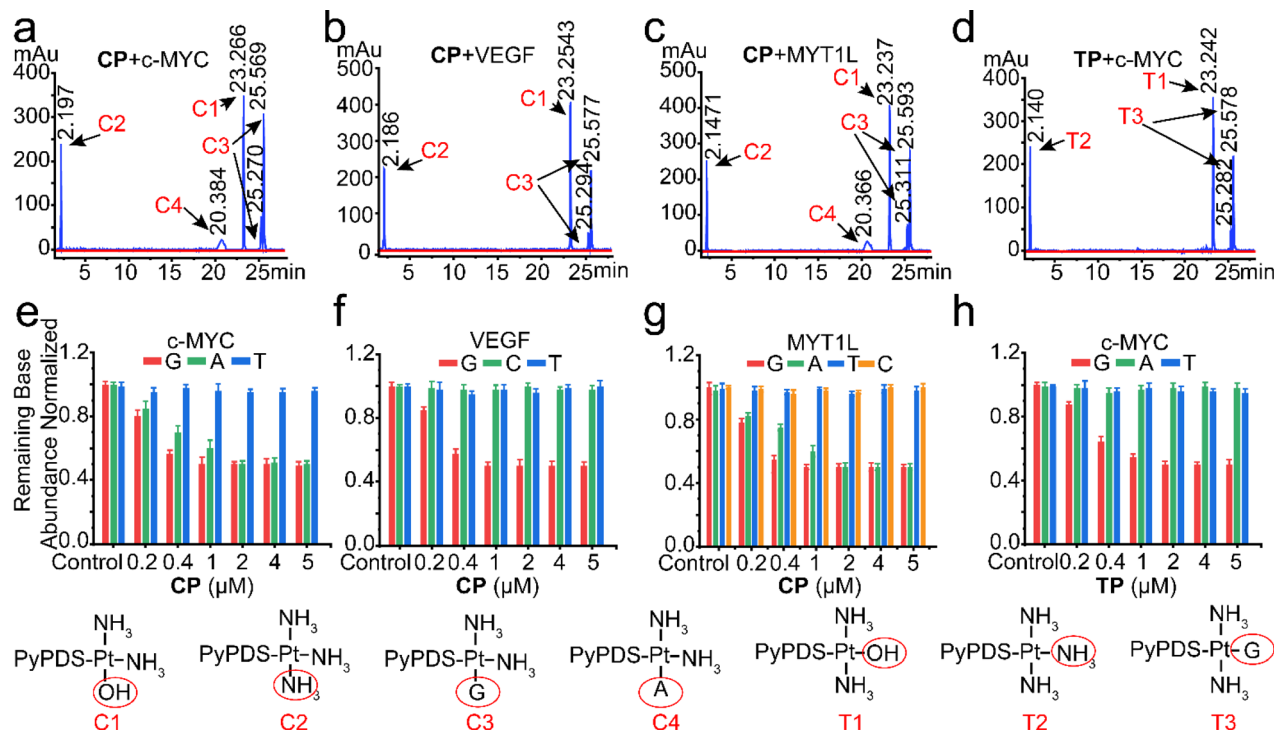 a
mAu
CP+c-MYC
400
300
200
100
0
2.197
C2
C4
20.384
C1
23.266
C3
25.270
25.569
5 10 15 20 25min
b
mAu
CP+VEGF
500
400
300
200
100
0
2.186
C2
C1
23.2543
C3
25.294
25.577
5 10 15 20 25min
c
mAu
CP+MYT1L
500
400
300
200
100
0
2.1471
C2
C4
20.366
C1
23.237
C3
25.311
25.593
5 10 15 20 25min
d
mAu
TP+c-MYC
400
300
200
100
0
2.140
T2
T1
23.242
T3
25.282
25.578
5 10 15 20 25min
e
c-MYC
G A T
Remaining Base
Abundance Normalized
1.2
0.8
0.4
0.0
Control 0.2 0.4 1 2 4 5
CP (µM)
f
VEGF
G C T
1.2
0.8
0.4
0.0
Control 0.2 0.4 1 2 4 5
CP (µM)
g
MYT1L
G A T C
1.2
0.8
0.4
0.0
Control 0.2 0.4 1 2 4 5
CP (µM)
h
c-MYC
G A T
1.2
0.8
0.4
0.0
Control 0.2 0.4 1 2 4 5
TP (µM)
NH3
PyPDS-Pt-NH3
OH
C1
NH3
PyPDS-Pt-NH3
NH3
C2
NH3
PyPDS-Pt-NH3
G
C3
NH3
PyPDS-Pt-NH3
A
C4
NH3
PyPDS-Pt-OH
NH3
T1
NH3
PyPDS-Pt-NH3
NH3
T2
NH3
PyPDS-Pt-G
NH3
T3